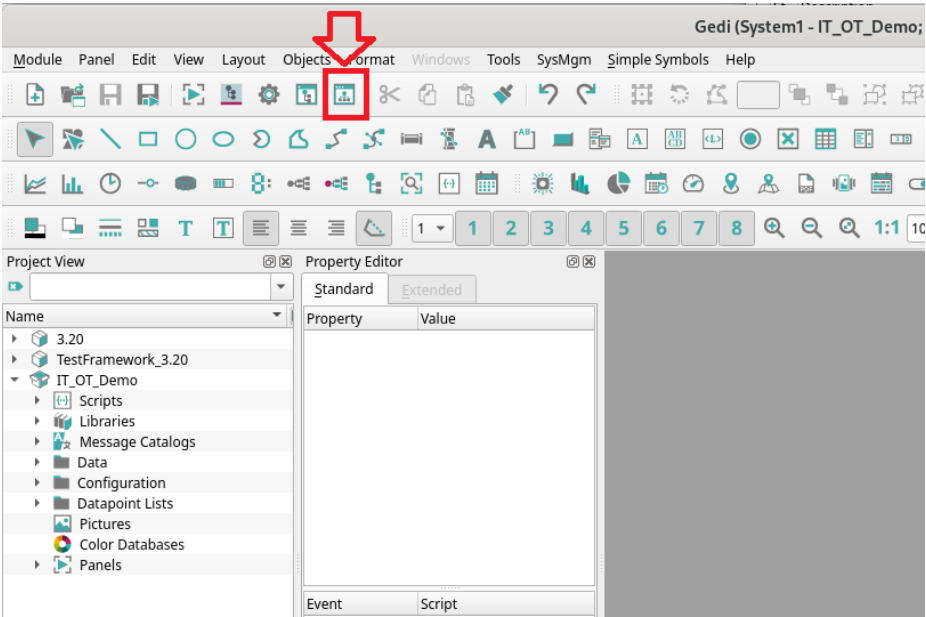 Gedi (System1 - IT_OT_Demo;
Module Panel Edit View Layout Objects Format Windows Tools SysMgm Simple Symbols Help
A
T T 1 1 2 3 4 5 6 7 8 1:1 10
Project View
Property Editor
Standard Extended
Name
Property Value
3.20
TestFramework_3.20
IT_OT_Demo
Scripts
Libraries
Message Catalogs
Data
Configuration
Datapoint Lists
Pictures
Color Databases
Panels
Event Script